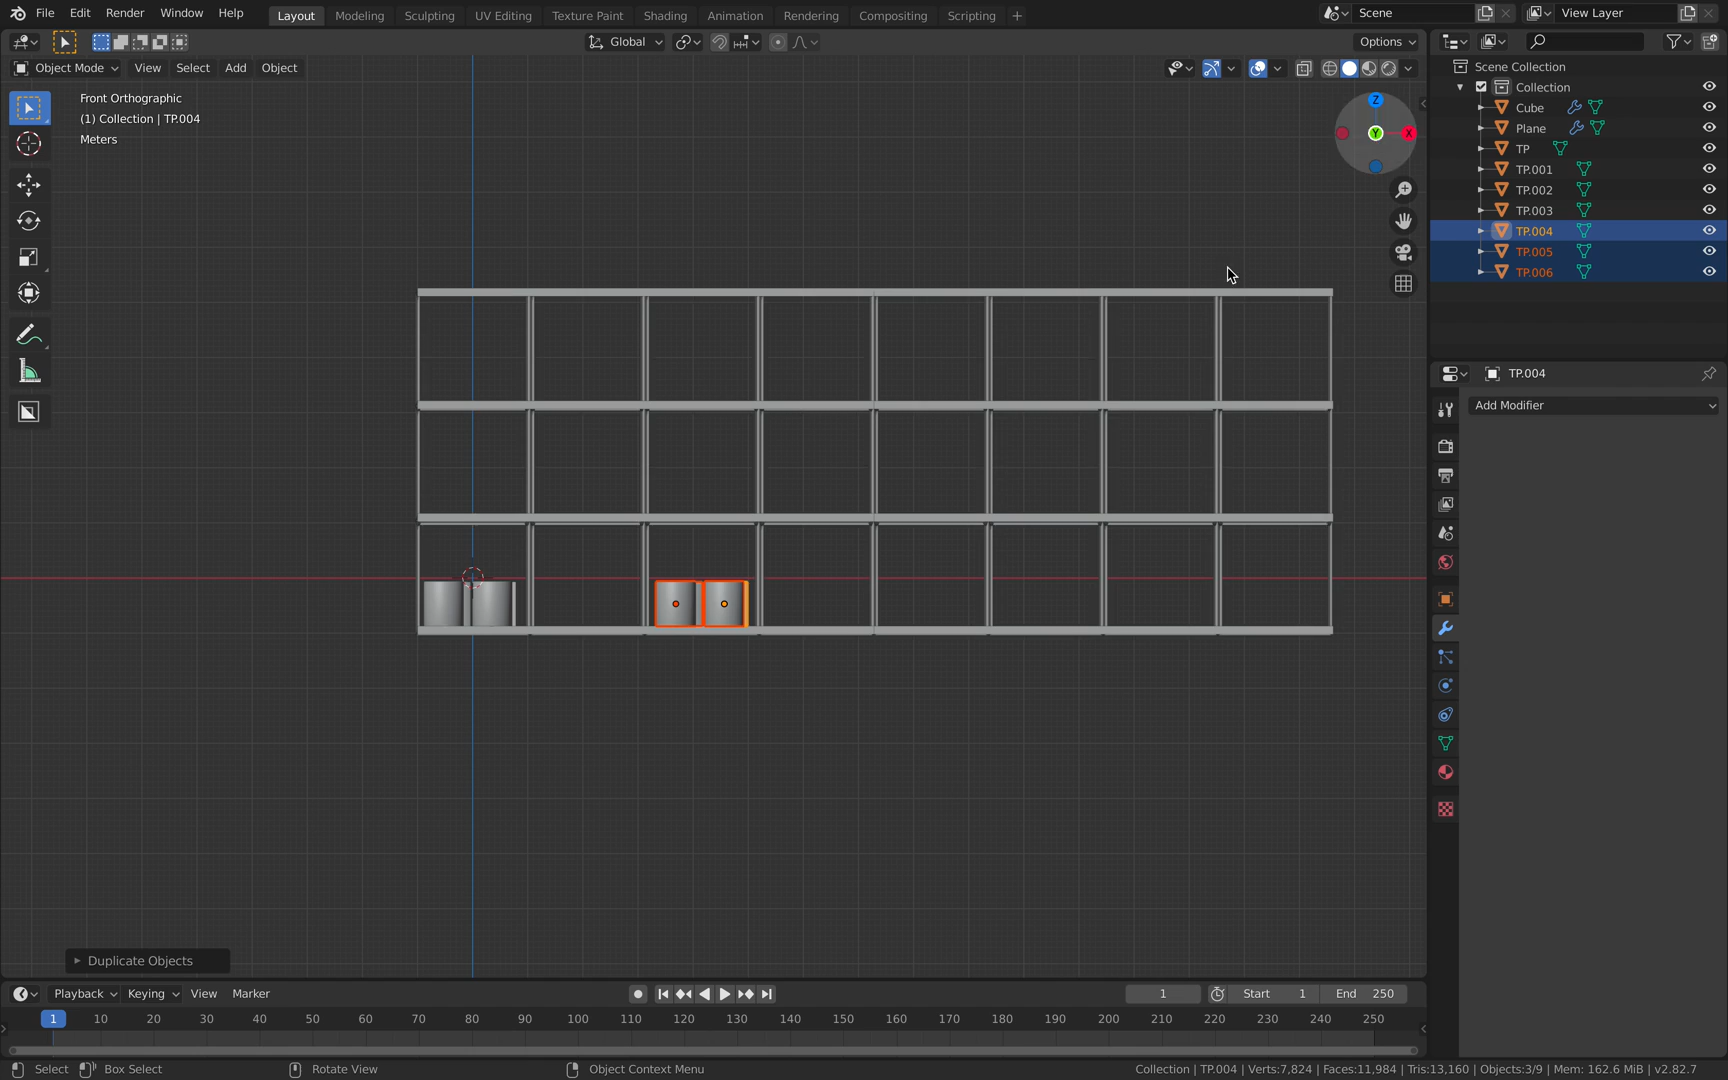 File Edit Render Window Help Layout Modeling Sculpting UV Editing Texture Paint Shading Animation Rendering Compositing Scripting + Scene View Layer
Global Options
Object Mode View Select Add Object
Front Orthographic
(1) Collection | TP.004
Meters
Z
Y
X
Scene Collection
Collection
Cube
Plane
TP
TP.001
TP.002
TP.003
TP.004
TP.005
TP.006
TP.004
Add Modifier
Duplicate Objects
Playback Keying View Marker 1 Start 1 End 250
1 10 20 30 40 50 60 70 80 90 100 110 120 130 140 150 160 170 180 190 200 210 220 230 240 250
Select Box Select Rotate View Object Context Menu Collection | TP.004 | Verts:7,824 | Faces:11,984 | Tris:13,160 | Objects:3/9 | Mem: 162.6 MiB | v2.82.7